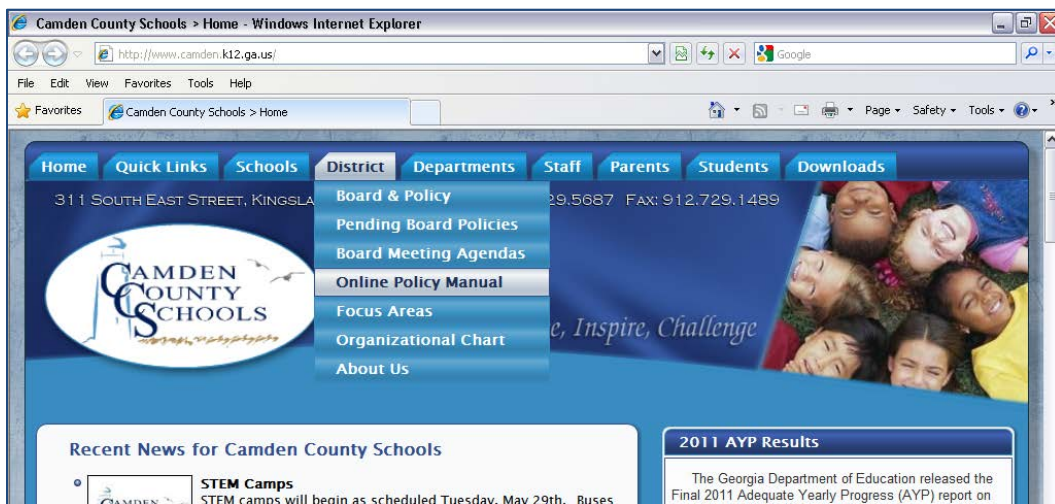 Camden County Schools > Home - Windows Internet Explorer
http://www.camden.k12.ga.us/
Google
File Edit View Favorites Tools Help
Favorites Camden County Schools > Home
Page Safety Tools
Home Quick Links Schools District Departments Staff Parents Students Downloads
311 SOUTH EAST STREET, KINGSLA 29.5687 FAX: 912.729.1489
Board & Policy
Pending Board Policies
Board Meeting Agendas
Online Policy Manual
Focus Areas
Organizational Chart
About Us
CAMDEN
COUNTY
SCHOOLS
e, Inspire, Challenge
Recent News for Camden County Schools
STEM Camps
STEM camps will begin as scheduled Tuesday, May 29th. Buses
CAMDEN
2011 AYP Results
The Georgia Department of Education released the
Final 2011 Adequate Yearly Progress (AYP) report on